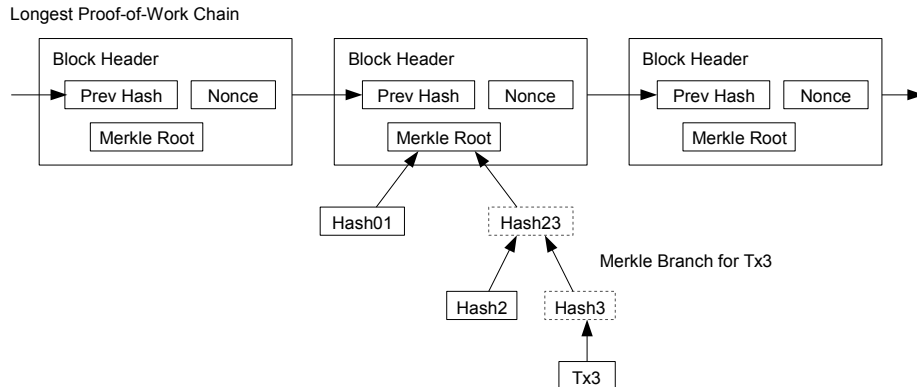 Longest Proof-of-Work Chain
Block Header
Prev Hash
Nonce
Merkle Root
Block Header
Prev Hash
Nonce
Merkle Root
Block Header
Prev Hash
Nonce
Merkle Root
Hash01
Hash23
Merkle Branch for Tx3
Hash2
Hash3
Tx3